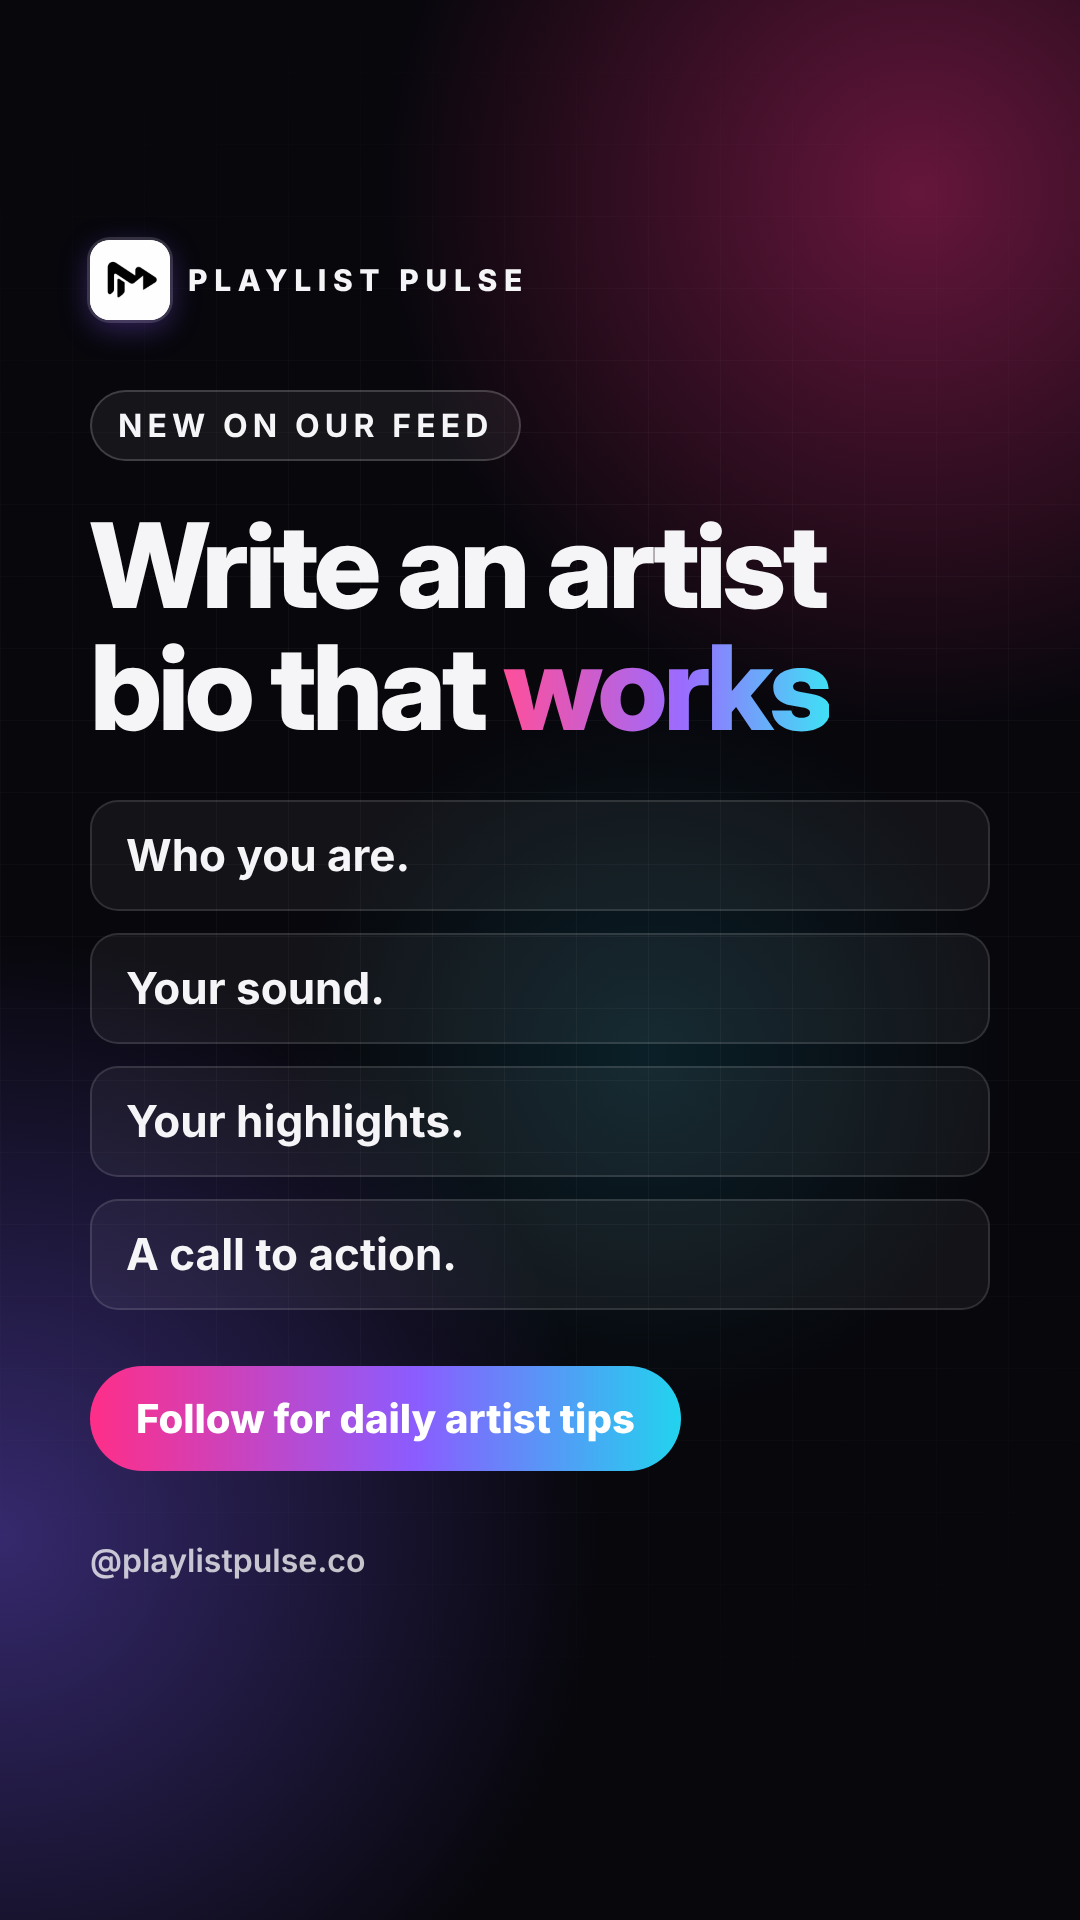 PLAYLIST PULSE
NEW ON OUR FEED
Write an artist
bio that works
Who you are.
Your sound.
Your highlights.
A call to action.
Follow for daily artist tips
@playlistpulse.co